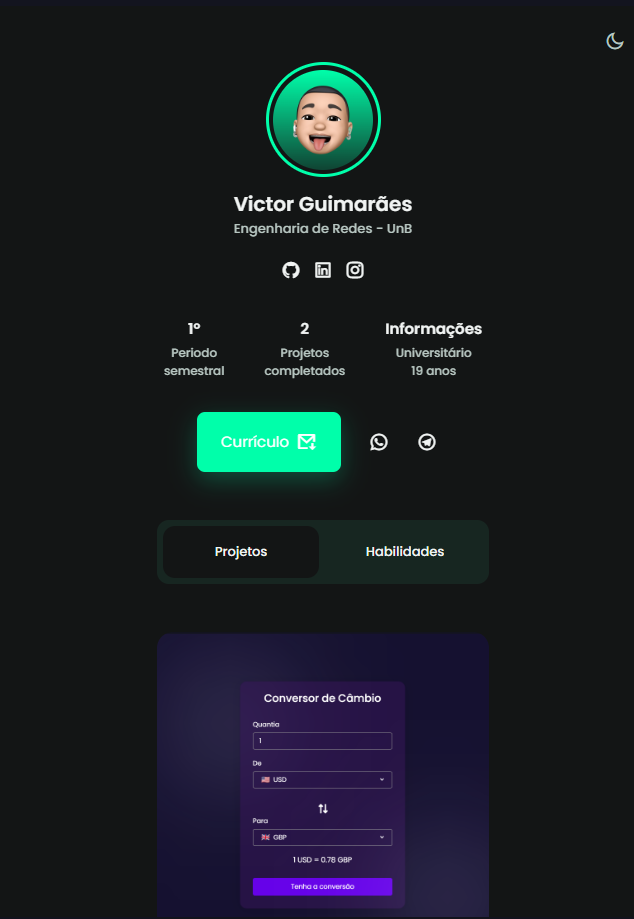 Victor Guimarães
Engenharia de Redes - UnB
1º
Periodo
semestral
2
Projetos
completados
Informações
Universitário
19 anos
Currículo
Projetos
Habilidades
Conversor de Câmbio
Quantia
1
De
USD
Para
GBP
1 USD = 0.78 GBP
Tenha a conversão